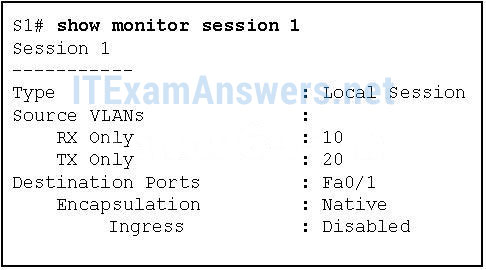 S1# show monitor session 1
Session 1
-----------
Type : Local Session
Source VLANs :
RX Only : 10
TX Only : 20
Destination Ports : Fa0/1
Encapsulation : Native
Ingress : Disabled
ITExamAnswers.net